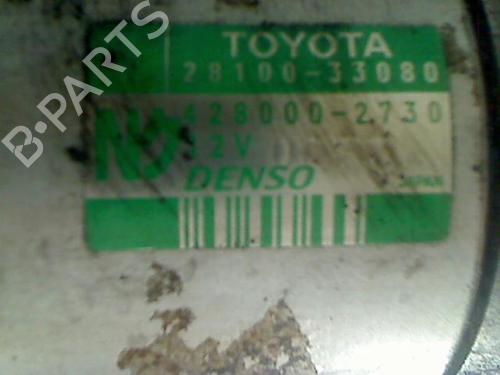 TOYOTA
28100-33080
428000-2730
12V
DENSO
JAPAN
B-PARTS